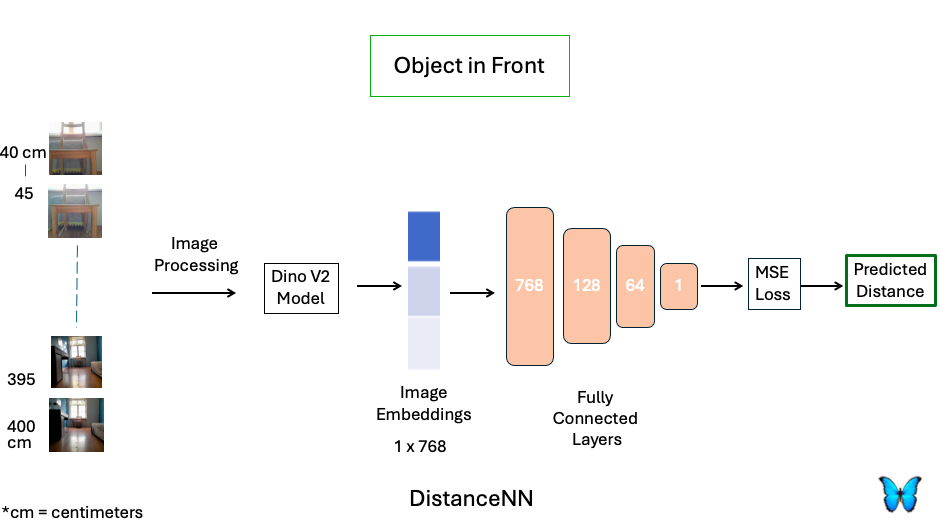 Object in Front
40 cm
45
395
400
cm
Image
Processing
Dino V2
Model
Image
Embeddings
1 x 768
768
128
64
1
Fully
Connected
Layers
MSE
Loss
Predicted
Distance
DistanceNN
*cm = centimeters